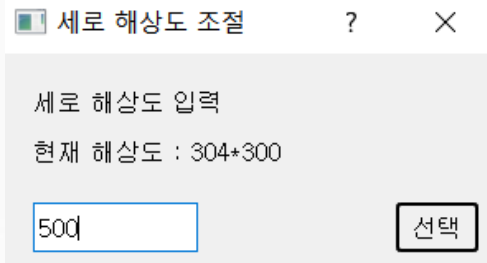 세로 해상도 조절 ?
세로 해상도 입력
현재 해상도 : 304*300
500
선택